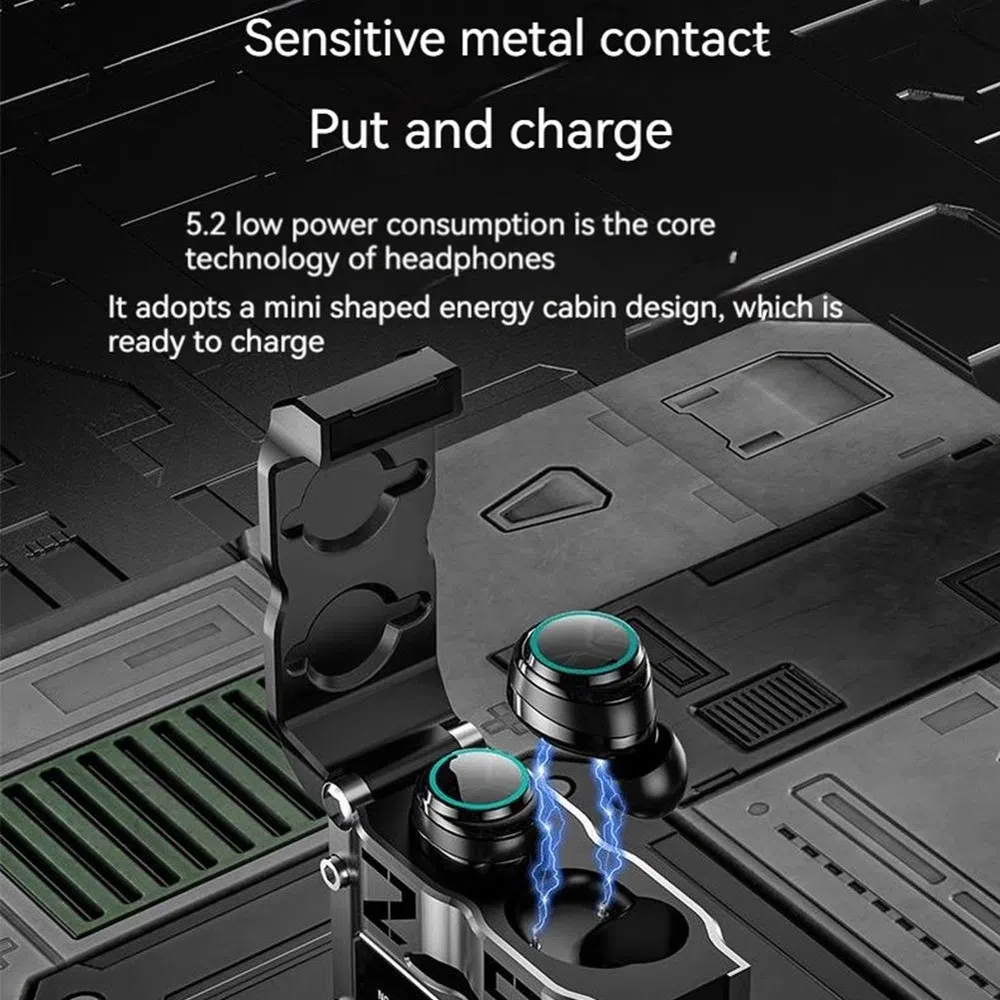 Sensitive metal contact
Put and charge
5.2 low power consumption is the core
technology of headphones
It adopts a mini shaped energy cabin design, which is
ready to charge